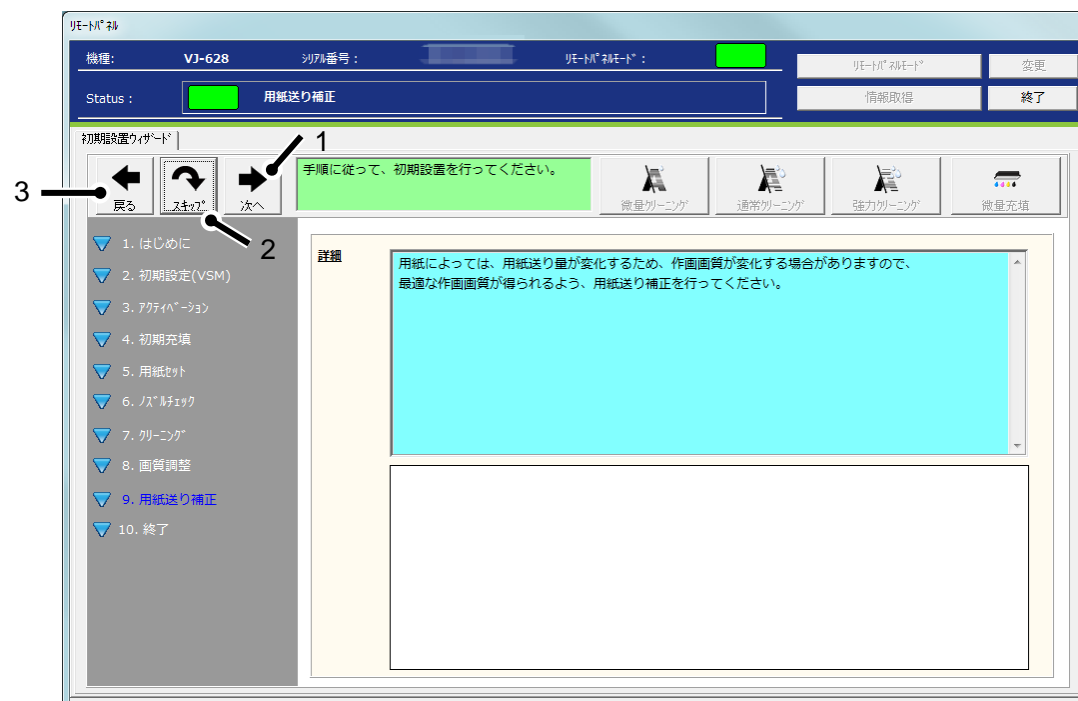 リモートパネル
機種:
VJ-628
シリアル番号:
リモートパネルモード:
リモートパネルモード
変更
Status :
用紙送り補正
情報取得
終了
初期設置ウィザード
1
3
戻る
スキップ
次へ
手順に従って、初期設置を行ってください。
微量クリーニング
通常クリーニング
強力クリーニング
微量充填
2
1. はじめに
2. 初期設定(VSM)
3. アクティベーション
4. 初期充填
5. 用紙セット
6. ノズルチェック
7. クリーニング
8. 画質調整
9. 用紙送り補正
10. 終了
詳細
用紙によっては、用紙送り量が変化するため、作画画質が変化する場合がありますので、
最適な作画画質が得られるよう、用紙送り補正を行ってください。